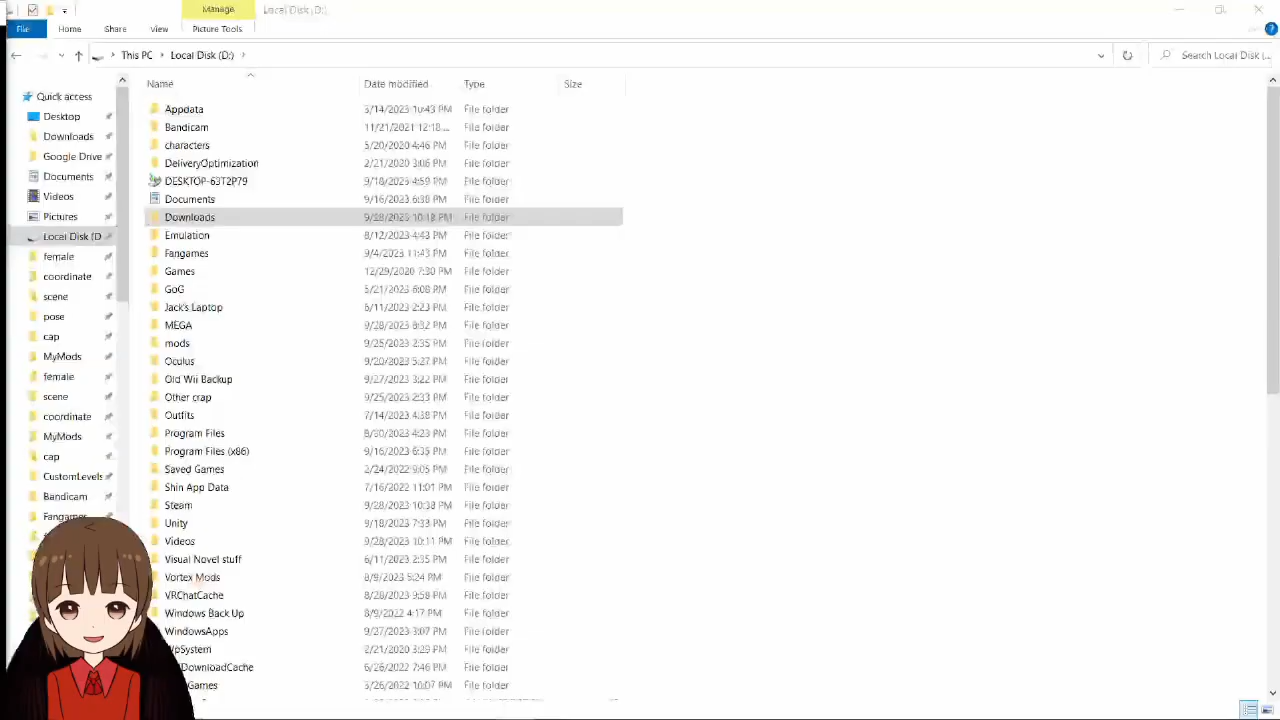 Manage
Local Disk (D:)
File
Home
Share
View
Picture Tools
This PC
Local Disk (D:)
Search Local Disk (...
Name
Date modified
Type
Size
Quick access
Desktop
Downloads
Google Drive
Documents
Videos
Pictures
Local Disk (D
female
coordinate
scene
pose
cap
MyMods
female
scene
coordinate
MyMods
cap
CustomLevels
Bandicam
Fangames
Appdata 3/14/2023 10:43 PM File folder
Bandicam 11/21/2021 12:18... File folder
characters 5/20/2020 4:46 PM File folder
DeliveryOptimization 2/21/2020 3:06 PM File folder
DESKTOP-63T2P79 9/18/2023 4:59 PM File folder
Documents 9/16/2023 6:38 PM File folder
Downloads 9/28/2023 10:18 PM File folder
Emulation 8/12/2023 4:43 PM File folder
Fangames 9/4/2023 11:43 PM File folder
Games 12/29/2020 7:30 PM File folder
GoG 5/21/2023 6:08 PM File folder
Jack's Laptop 6/11/2023 2:23 PM File folder
MEGA 9/28/2023 8:32 PM File folder
mods 9/25/2023 2:35 PM File folder
Oculus 9/20/2023 5:27 PM File folder
Old Wii Backup 9/27/2023 3:22 PM File folder
Other crap 9/25/2023 2:33 PM File folder
Outfits 7/14/2023 4:38 PM File folder
Program Files 8/30/2023 4:23 PM File folder
Program Files (x86) 9/16/2023 6:35 PM File folder
Saved Games 2/24/2022 9:05 PM File folder
Shin App Data 7/16/2022 11:01 PM File folder
Steam 9/28/2023 10:38 PM File folder
Unity 9/18/2023 7:33 PM File folder
Videos 9/28/2023 10:11 PM File folder
Visual Novel stuff 6/11/2023 2:35 PM File folder
Vortex Mods 8/9/2023 5:24 PM File folder
VRChatCache 8/28/2023 9:58 PM File folder
Windows Back Up 8/9/2022 4:17 PM File folder
WindowsApps 9/27/2023 3:07 PM File folder
WpSystem 2/21/2020 3:29 PM File folder
DownloadCache 6/26/2022 7:46 PM File folder
Games 3/26/2022 10:07 PM File folder